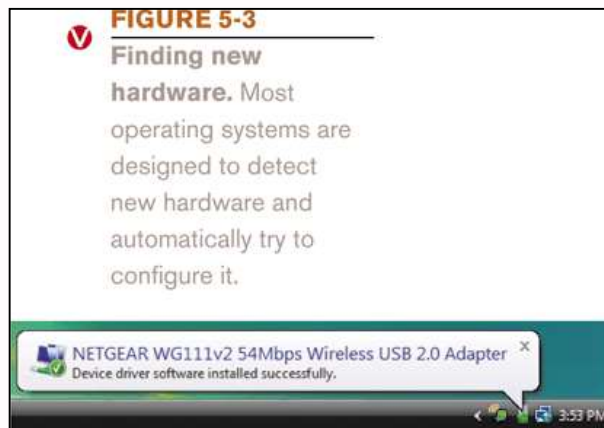 FIGURE 5-3
V
Finding new
hardware. Most
operating systems are
designed to detect
new hardware and
automatically try to
configure it.
NETGEAR WG111v2 54Mbps Wireless USB 2.0 Adapter
Device driver software installed successfully.
3:53 PM